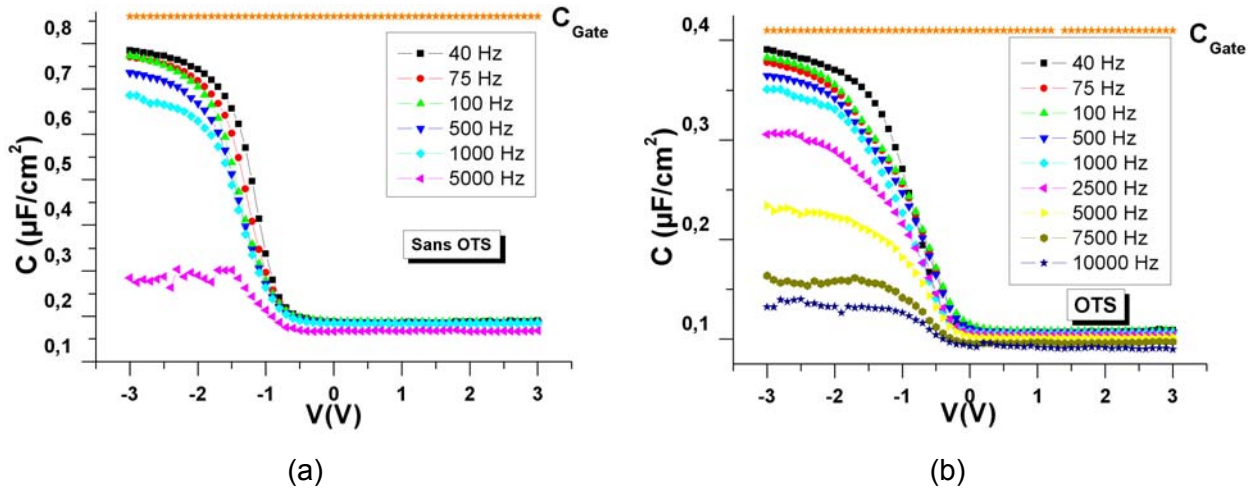 C (µF/cm²)
0,8
0,7
0,6
0,5
0,4
0,3
0,2
0,1
C Gate
40 Hz
75 Hz
100 Hz
500 Hz
1000 Hz
5000 Hz
Sans OTS
-3 -2 -1 0 1 2 3
V(V)
(a)
C (µF/cm²)
0,4
0,3
0,2
0,1
C Gate
40 Hz
75 Hz
100 Hz
500 Hz
1000 Hz
2500 Hz
5000 Hz
7500 Hz
10000 Hz
OTS
-3 -2 -1 0 1 2 3
V(V)
(b)